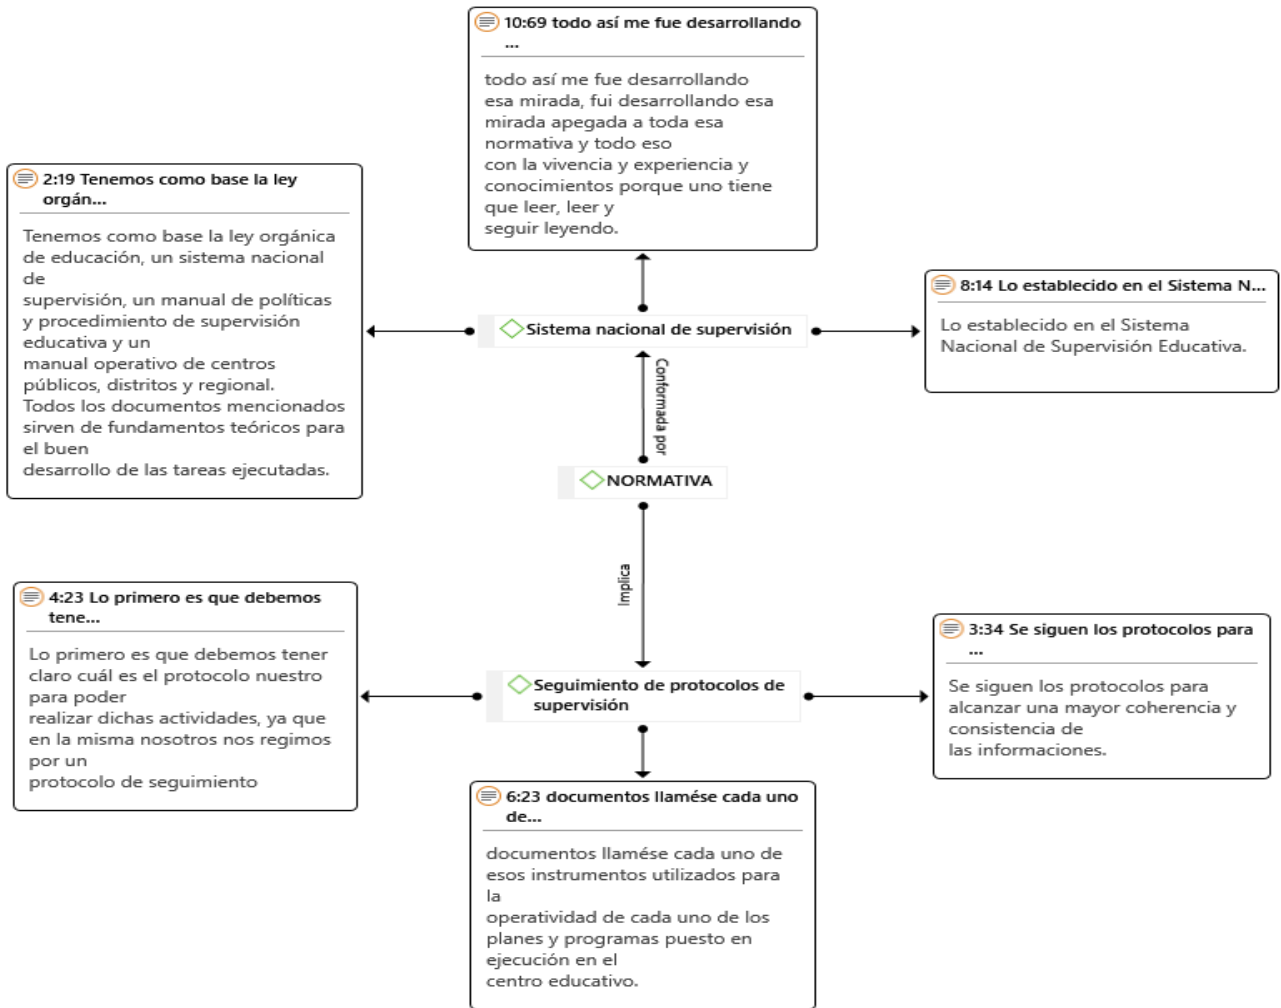 10:69 todo así me fue desarrollando
...
todo así me fue desarrollando
esa mirada, fui desarrollando esa
mirada apegada a toda esa
normativa y todo eso
con la vivencia y experiencia y
conocimientos porque uno tiene
que leer, leer y
seguir leyendo.
2:19 Tenemos como base la ley
orgán...
Tenemos como base la ley orgánica
de educación, un sistema nacional
de
supervisión, un manual de políticas
y procedimiento de supervisión
educativa y un
manual operativo de centros
públicos, distritos y regional.
Todos los documentos mencionados
sirven de fundamentos teóricos para
el buen
desarrollo de las tareas ejecutadas.
Sistema nacional de supervisión
8:14 Lo establecido en el Sistema N...
Lo establecido en el Sistema
Nacional de Supervisión Educativa.
Conformada por
NORMATIVA
Implica
4:23 Lo primero es que debemos
tene...
Lo primero es que debemos tener
claro cuál es el protocolo nuestro
para poder
realizar dichas actividades, ya que
en la misma nosotros nos regimos
por un
protocolo de seguimiento
Seguimiento de protocolos de
supervisión
3:34 Se siguen los protocolos para
...
Se siguen los protocolos para
alcanzar una mayor coherencia y
consistencia de
las informaciones.
6:23 documentos llamése cada uno
de...
documentos llamése cada uno de
esos instrumentos utilizados para
la
operatividad de cada uno de los
planes y programas puesto en
ejecución en el
centro educativo.